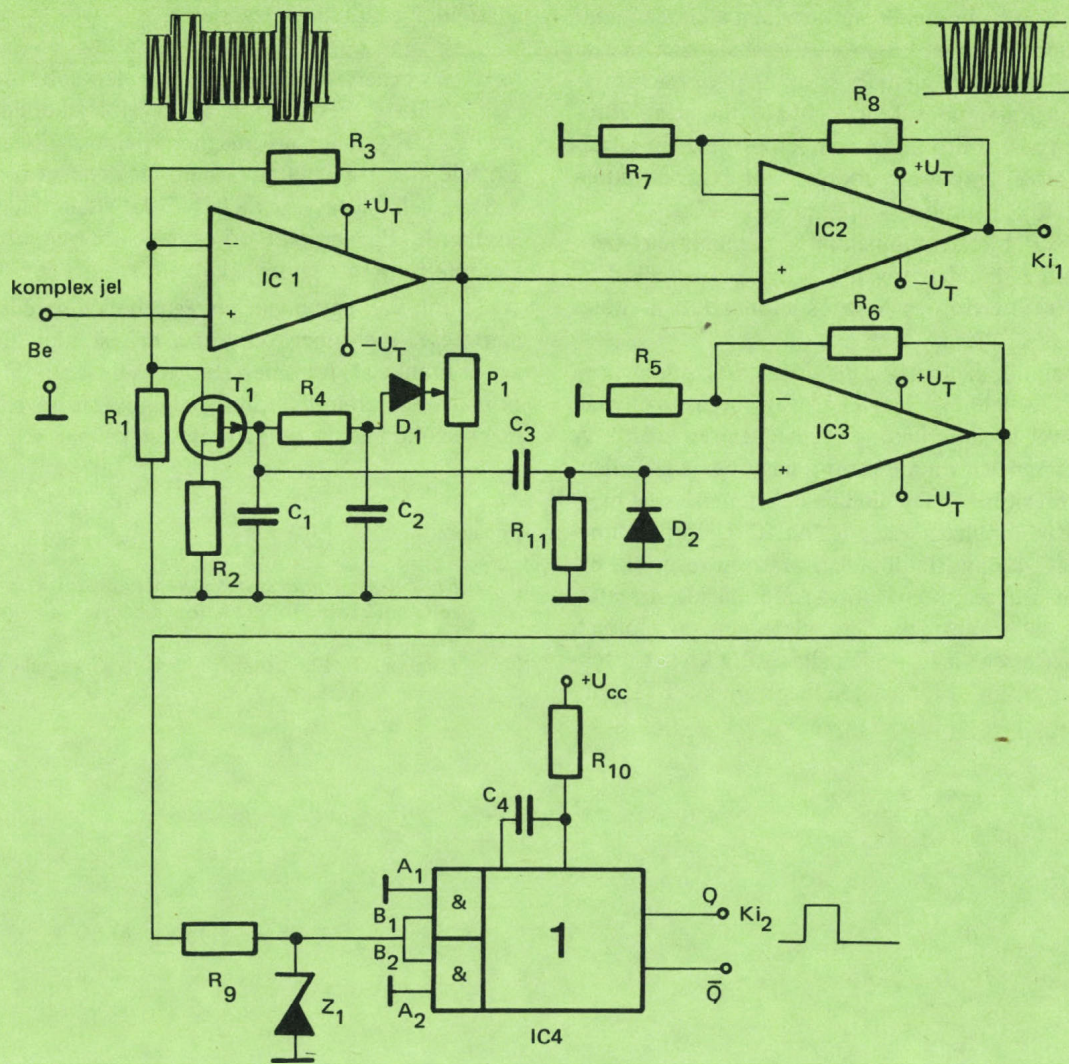 R8
R3
R7
+UT
+UT
−
IC2
--
Ki1
IC 1
+
komplex jel
−UT
R6
+
−UT
Be
R5
+UT
T1
R4
P1
−
D1
C3
IC3
R1
+
C1
C2
−UT
R11
D2
R2
+Ucc
R10
C4
A1
Q
&
B1
Ki2
1
B2
&
Q̅
R9
A2
Z1
IC4